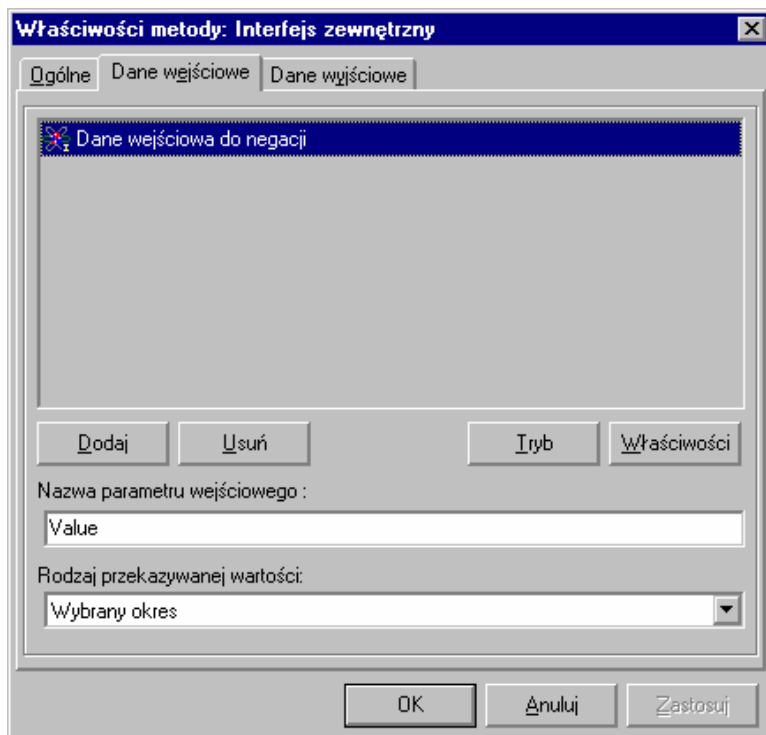 Właściwości metody: Interfejs zewnętrzny
Ogólne Dane wejściowe Dane wyjściowe
Dane wejściowa do negacji
Dodaj Usuń Tryb Właściwości
Nazwa parametru wejściowego :
Value
Rodzaj przekazywanej wartości:
Wybrany okres
OK Anuluj Zastosuj